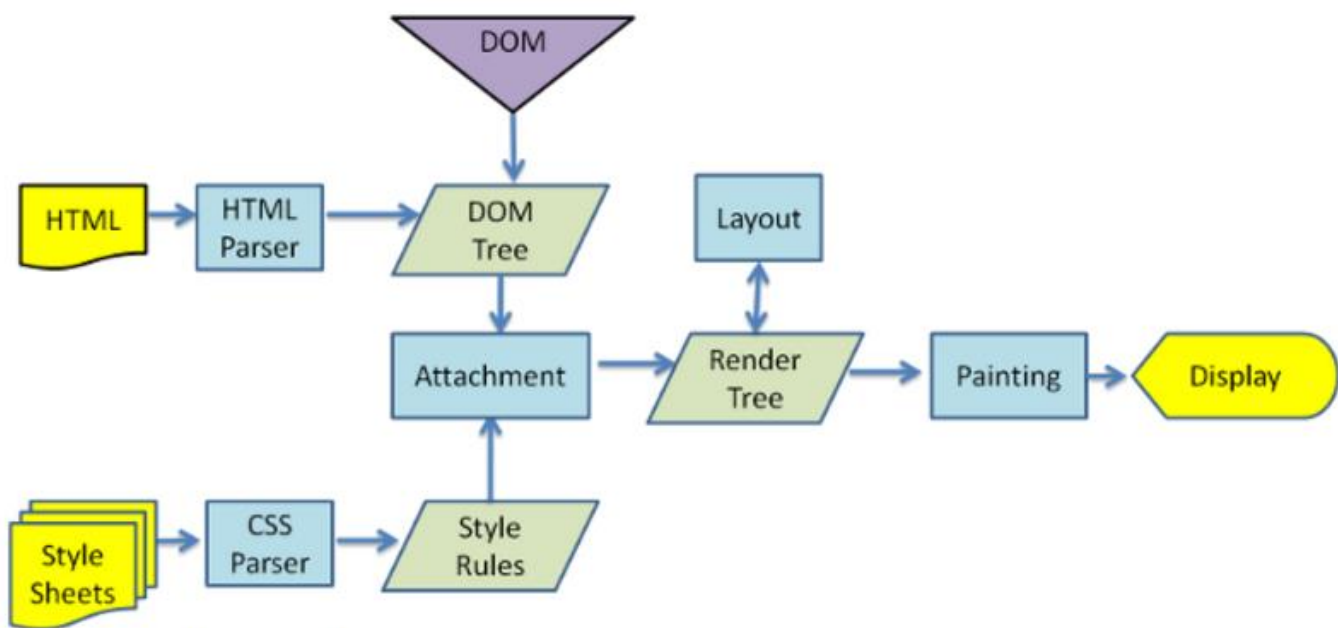 DOM
HTML
HTML
Parser
DOM
Tree
Layout
Attachment
Render
Tree
Painting
Display
Style
Sheets
CSS
Parser
Style
Rules